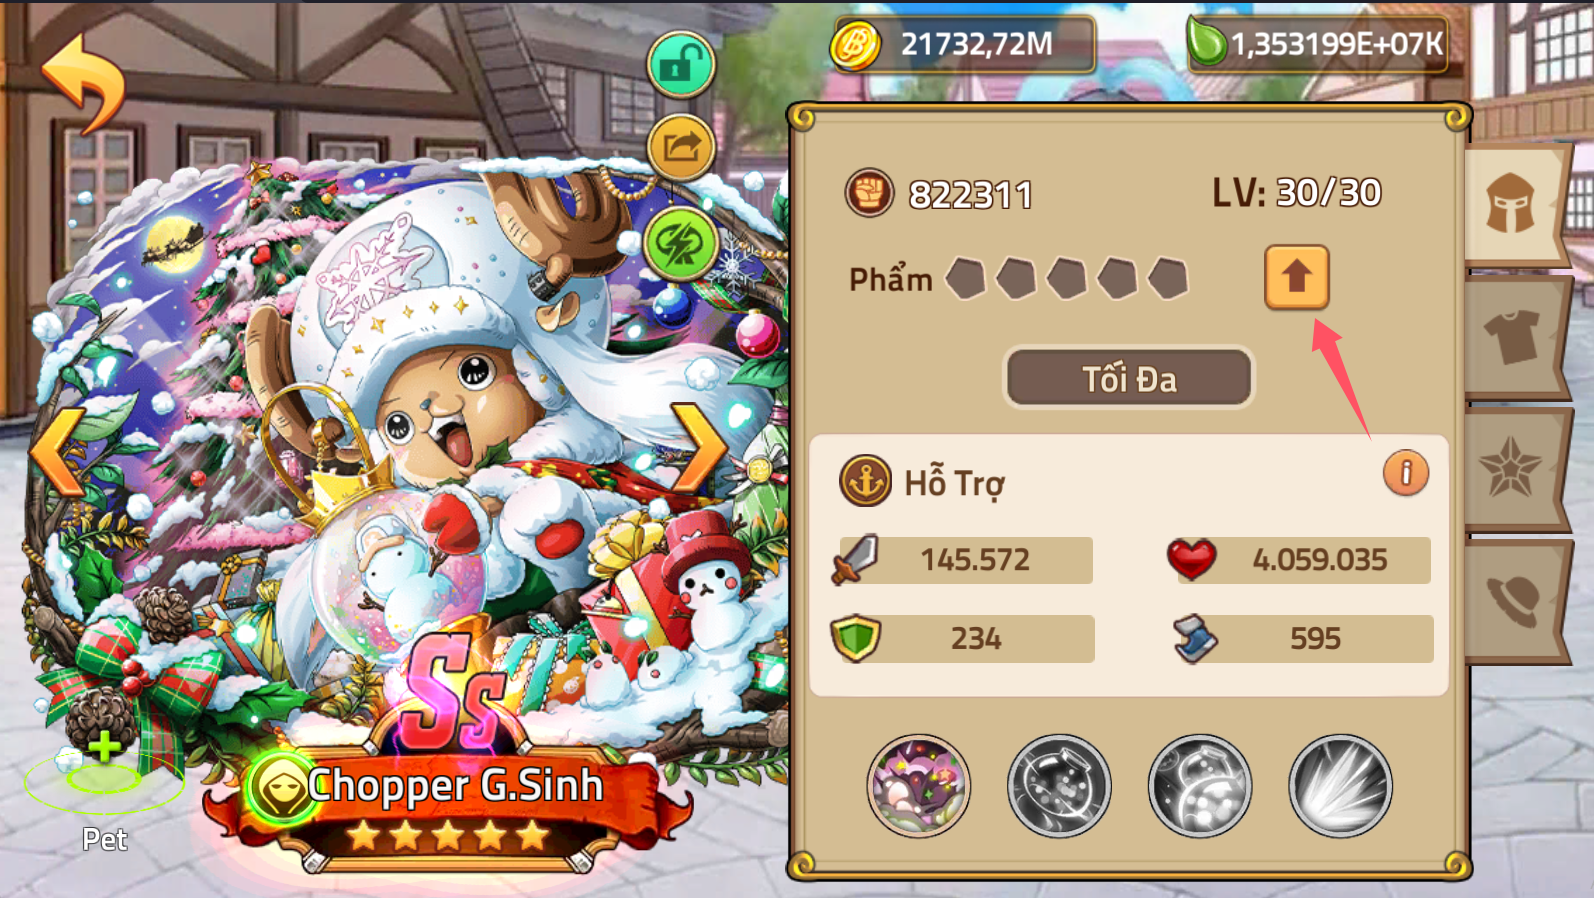 21732,72M
1,353199E+07K
822311
LV: 30/30
Phẩm
Tối Đa
Hỗ Trợ
i
145.572
4.059.035
234
595
Ss
Chopper G.Sinh
Pet